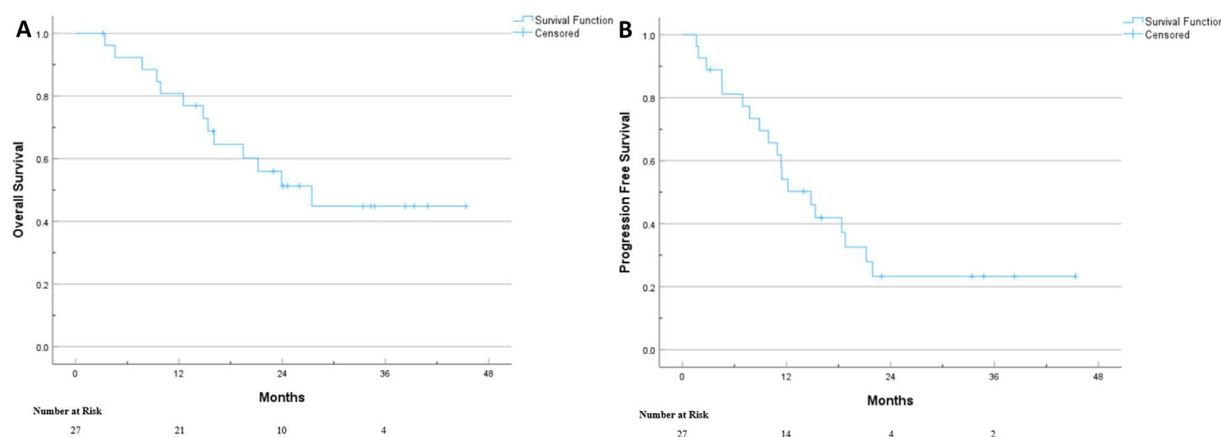 A
Survival Function
Censored
1.0
0.8
0.6
0.4
0.2
0.0
Overall Survival
0 12 24 36 48
Months
Number at Risk
27 21 10 4
B
Survival Function
Censored
1.0
0.8
0.6
0.4
0.2
0.0
Progression Free Survival
0 12 24 36 48
Months
Number at Risk
27 14 4 2